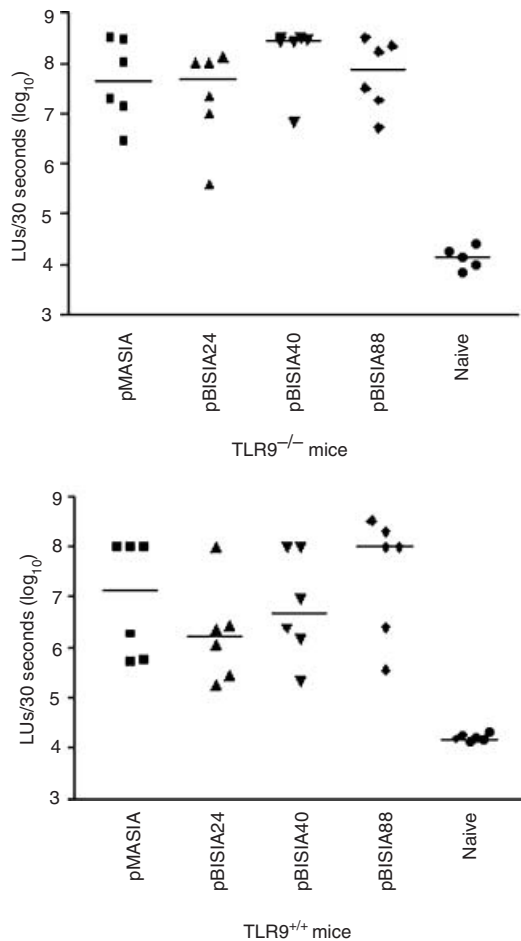 9
8
7
6
5
4
3
LUs/30 seconds (log10)
pMASIA
pBISIA24
pBISIA40
pBISIA88
Naive
TLR9−/− mice
9
8
7
6
5
4
3
LUs/30 seconds (log10)
pMASIA
pBISIA24
pBISIA40
pBISIA88
Naive
TLR9+/+ mice